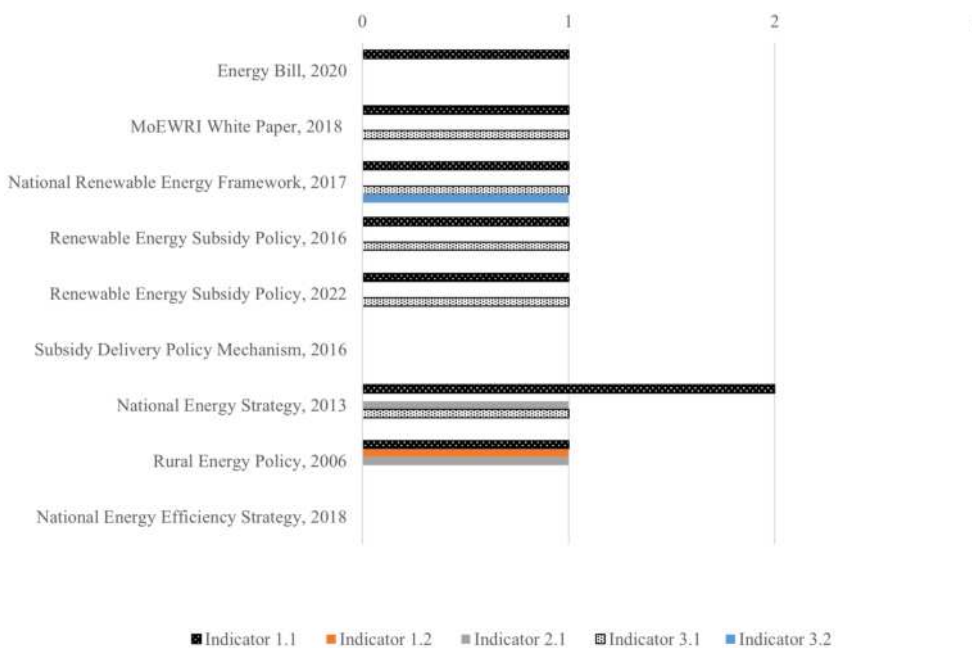 0 1 2
Energy Bill, 2020
MoEWRI White Paper, 2018
National Renewable Energy Framework, 2017
Renewable Energy Subsidy Policy, 2016
Renewable Energy Subsidy Policy, 2022
Subsidy Delivery Policy Mechanism, 2016
National Energy Strategy, 2013
Rural Energy Policy, 2006
National Energy Efficiency Strategy, 2018
Indicator 1.1 Indicator 1.2 Indicator 2.1 Indicator 3.1 Indicator 3.2